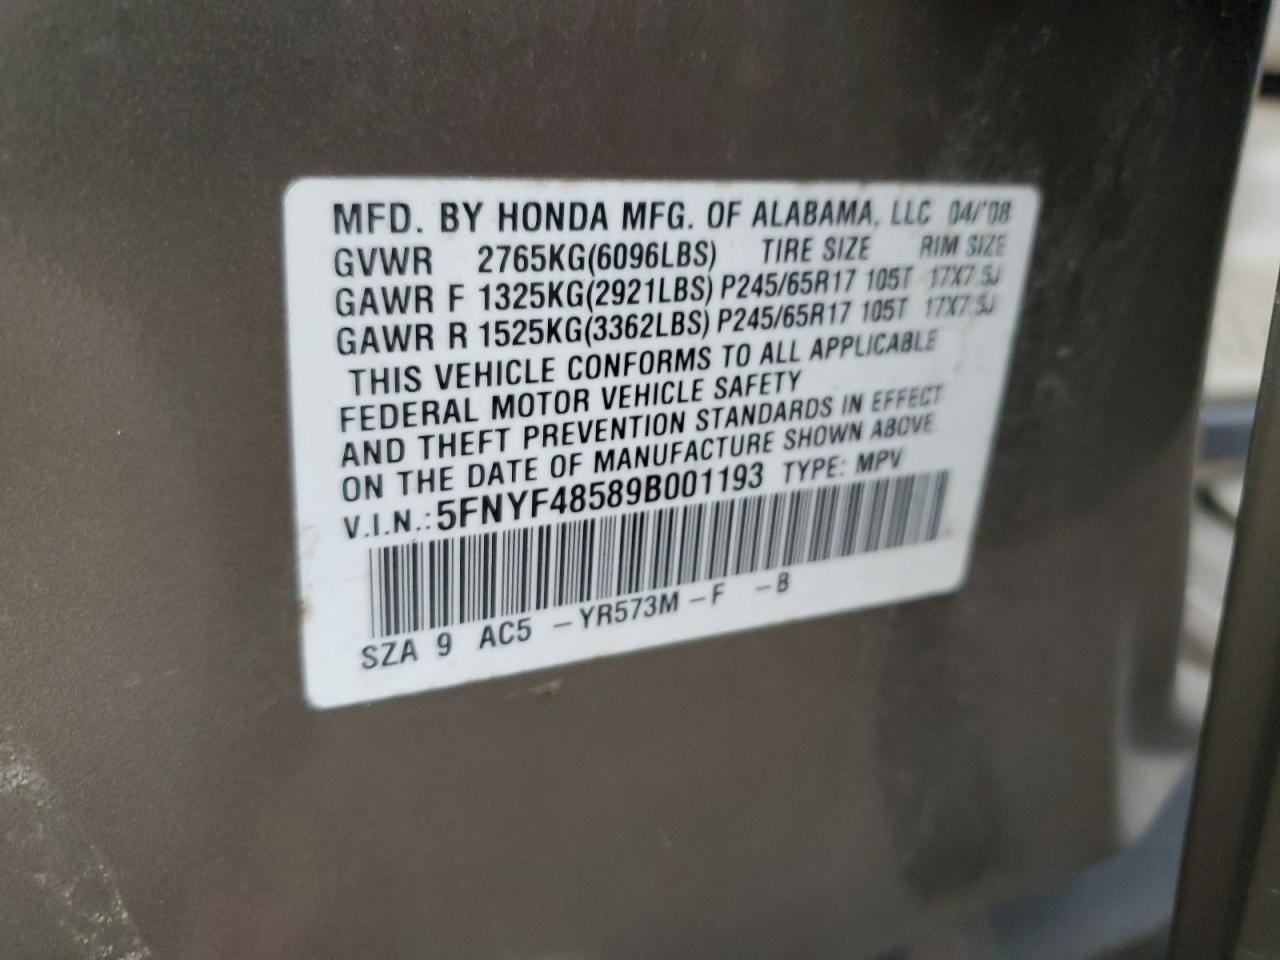 MFD. BY HONDA MFG. OF ALABAMA, LLC 04/'08
GVWR 2765KG(6096LBS) TIRE SIZE RIM SIZE
GAWR F 1325KG(2921LBS) P245/65R17 105T 17X7.5J
GAWR R 1525KG(3362LBS) P245/65R17 105T 17X7.5J
THIS VEHICLE CONFORMS TO ALL APPLICABLE
FEDERAL MOTOR VEHICLE SAFETY
AND THEFT PREVENTION STANDARDS IN EFFECT
ON THE DATE OF MANUFACTURE SHOWN ABOVE.
V.I.N.: 5FNYF48589B001193 TYPE: MPV
SZA 9 AC5 -YR573M-F -B